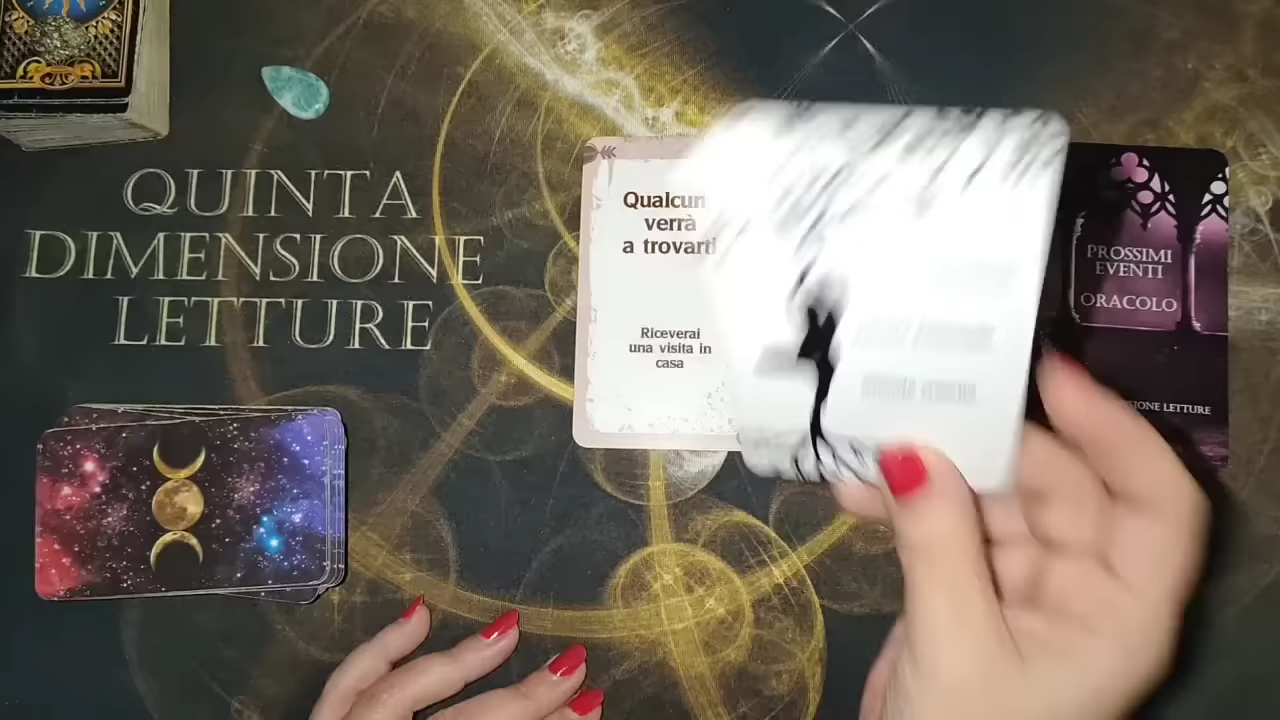 QUINTA
DIMENSIONE
LETTURE
Qualcun
verrà
a trovarti
Riceverai
una visita in
casa
PROSSIMI
EVENTI
ORACOLO
SIONE LETTURE